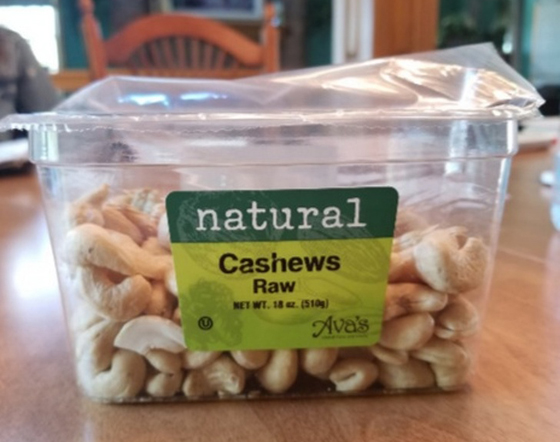 natural
Cashews
Raw
NET WT. 18 oz. (510g)
U
Ava's